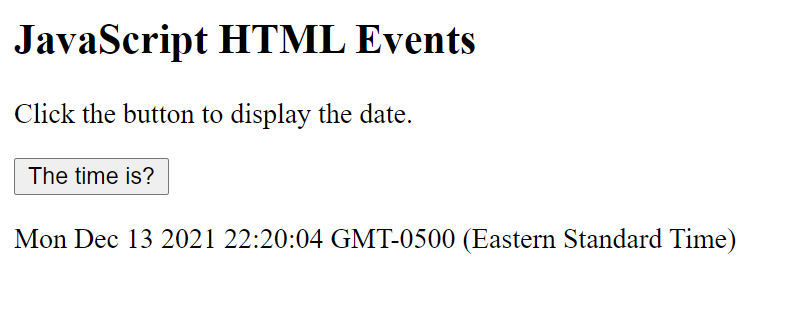 JavaScript HTML Events
Click the button to display the date.
The time is?
Mon Dec 13 2021 22:20:04 GMT-0500 (Eastern Standard Time)